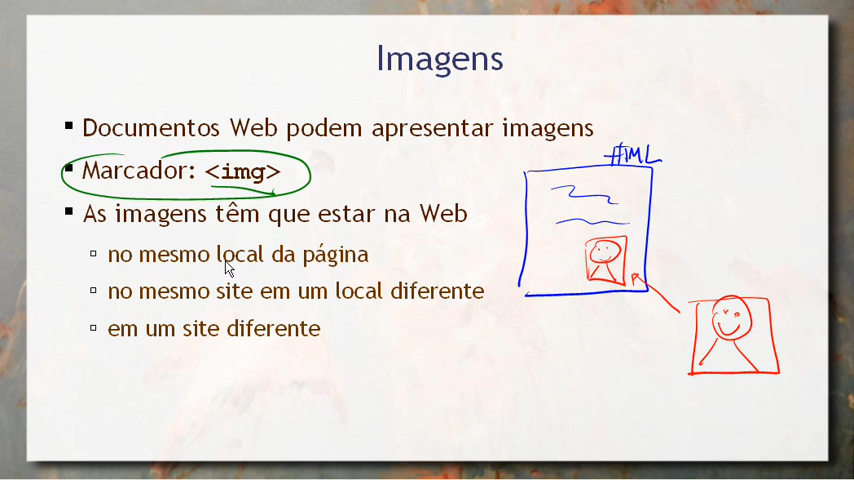 Imagens
Documentos Web podem apresentar imagens
HTML
Marcador: <img>
As imagens têm que estar na Web
no mesmo local da página
no mesmo site em um local diferente
em um site diferente